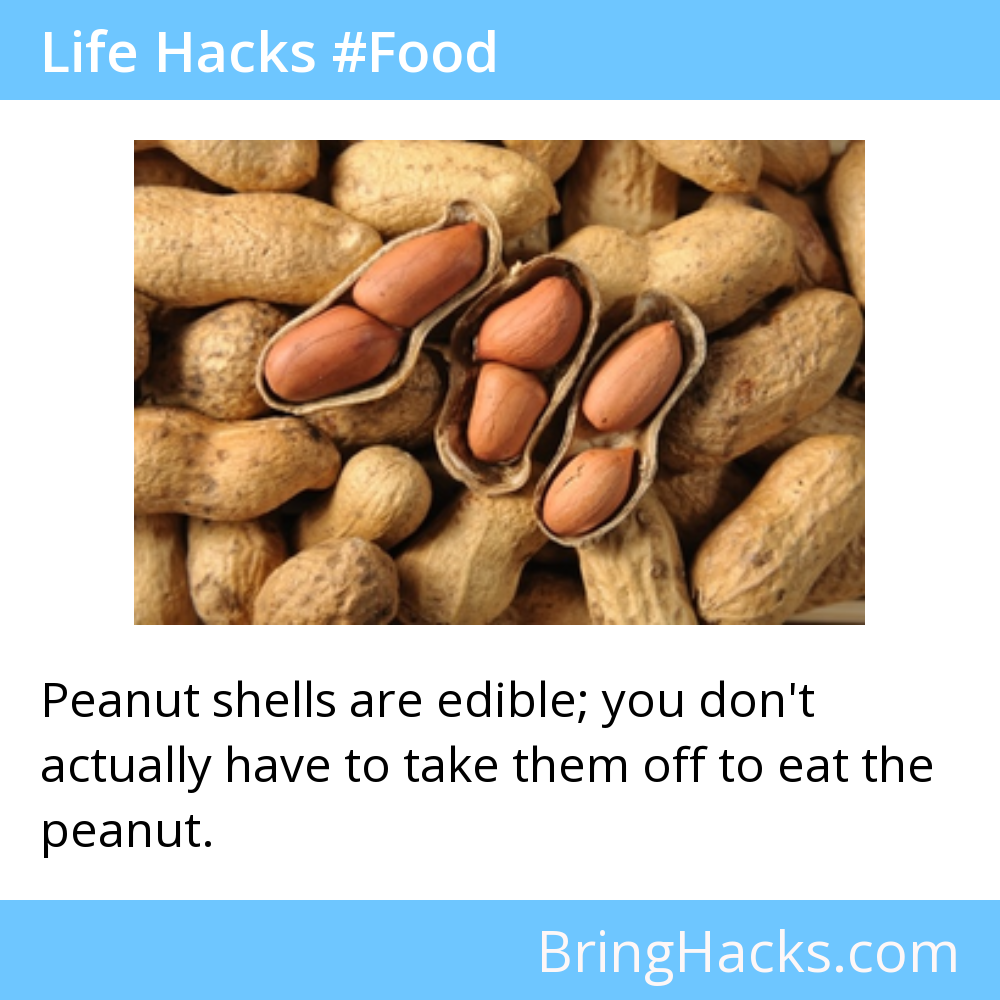 Life Hacks #Food
Peanut shells are edible; you don't
actually have to take them off to eat the
peanut.
BringHacks.com